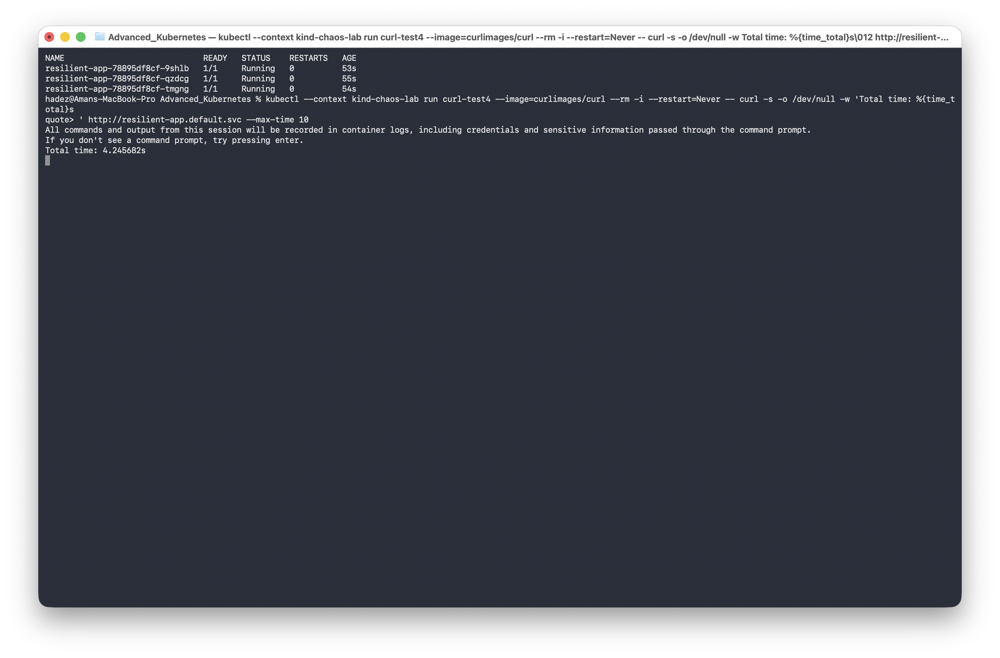 Advanced_Kubernetes — kubectl --context kind-chaos-lab run curl-test4 --image=curlimages/curl --rm -i --restart=Never -- curl -s -o /dev/null -w Total time: %{time_total}s\012 http://resilient-...
NAME                             READY   STATUS    RESTARTS   AGE
resilient-app-78895df8cf-9shlb   1/1     Running   0          53s
resilient-app-78895df8cf-qzdcg   1/1     Running   0          55s
resilient-app-78895df8cf-tmgng   1/1     Running   0          54s
hadez@Amans-MacBook-Pro Advanced_Kubernetes % kubectl --context kind-chaos-lab run curl-test4 --image=curlimages/curl --rm -i --restart=Never -- curl -s -o /dev/null -w 'Total time: %{time_t
otal}s
quote> ' http://resilient-app.default.svc --max-time 10
All commands and output from this session will be recorded in container logs, including credentials and sensitive information passed through the command prompt.
If you don't see a command prompt, try pressing enter.
Total time: 4.245682s